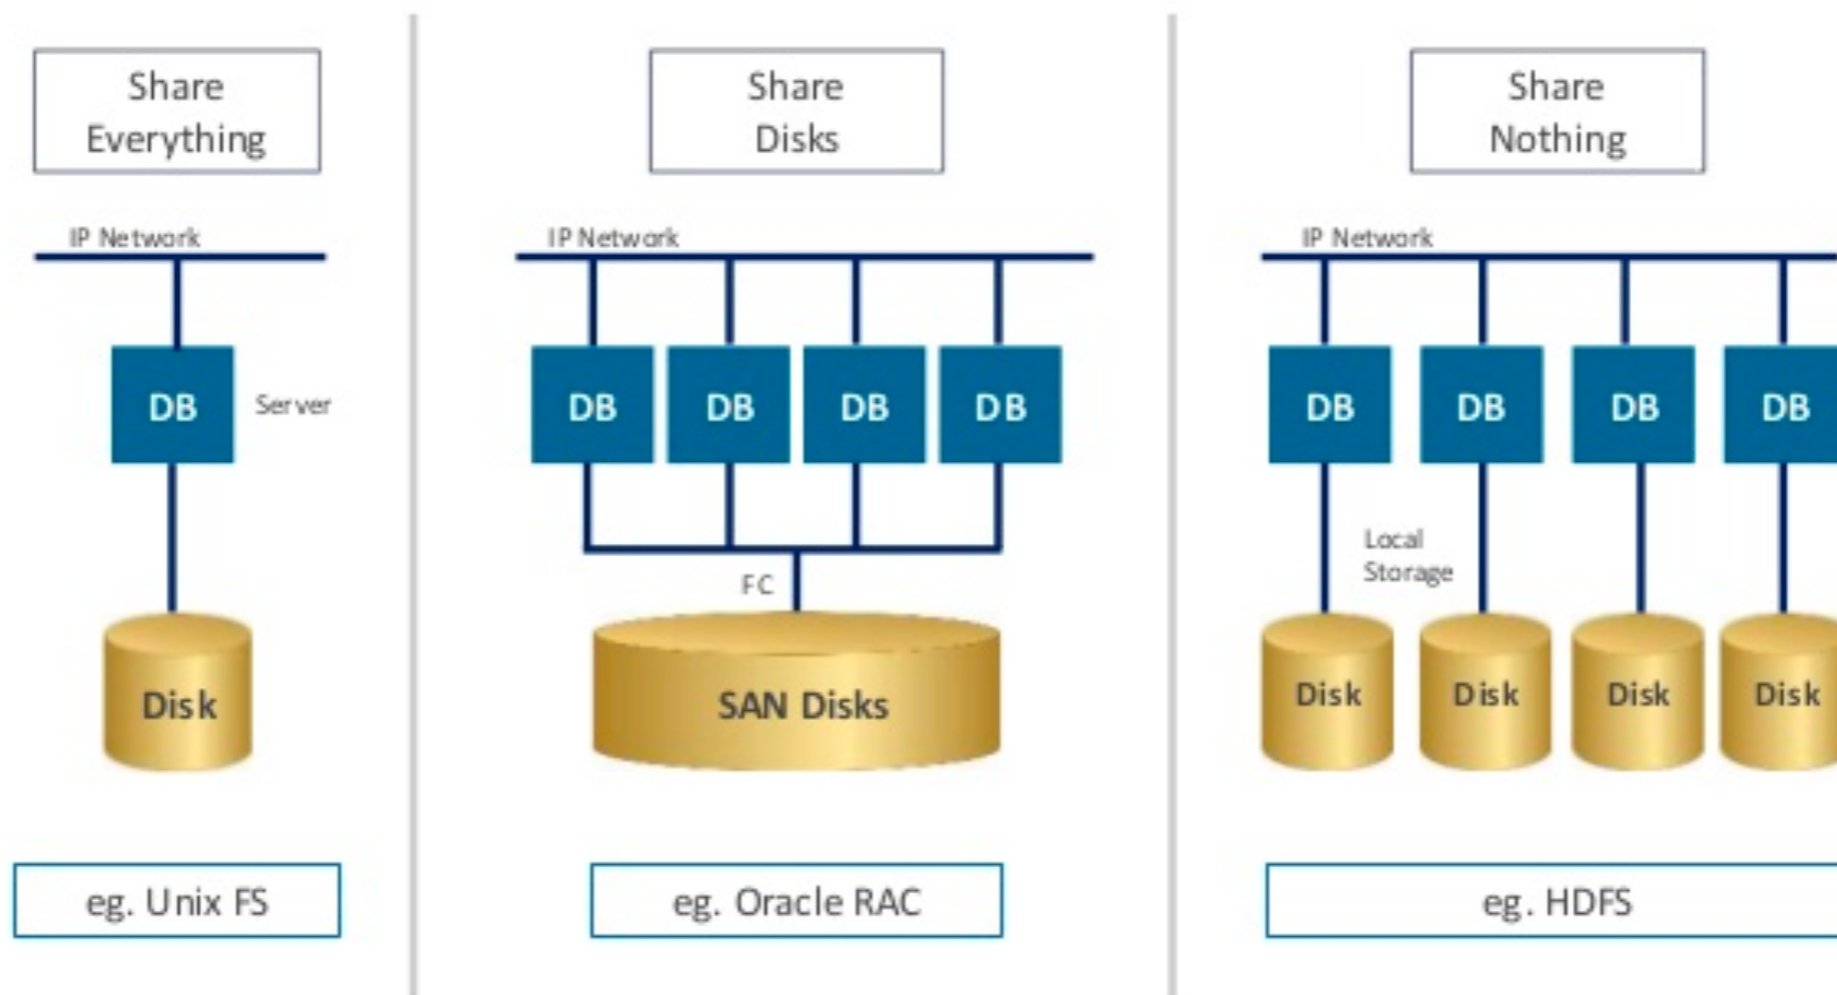 Share
Everything
IP Network
DB
Server
Disk
eg. Unix FS
Share
Disks
IP Network
DB DB DB DB
FC
SAN Disks
eg. Oracle RAC
Share
Nothing
IP Network
DB DB DB DB
Local
Storage
Disk Disk Disk Disk
eg. HDFS